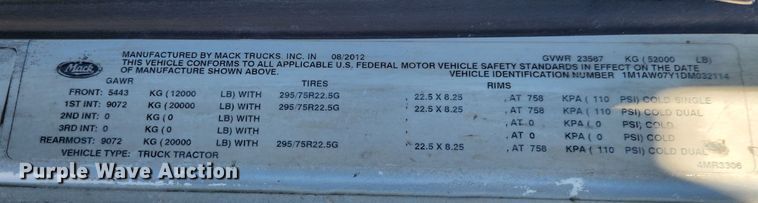 MANUFACTURED BY MACK TRUCKS, INC. IN 08/2012 GVWR 23587 KG ( 52000 LB)
THIS VEHICLE CONFORMS TO ALL APPLICABLE U.S. FEDERAL MOTOR VEHICLE SAFETY STANDARDS IN EFFECT ON THE DATE
Mack OF MANUFACTURE SHOWN ABOVE. VEHICLE IDENTIFICATION NUMBER 1M1AW07Y1DM032114
GAWR TIRES RIMS
FRONT: 5443 KG ( 12000 LB) WITH 295/75R22.5G 22.5 X 8.25 , AT 758 KPA ( 110 PSI) COLD SINGLE
1ST INT: 9072 KG ( 20000 LB) WITH 295/75R22.5G 22.5 X 8.25 , AT 758 KPA ( 110 PSI) COLD DUAL
2ND INT: 0 KG ( 0 LB) WITH , AT 0 KPA ( 0 PSI) COLD
3RD INT: 0 KG ( 0 LB) WITH , AT 0 KPA ( 0 PSI) COLD
REARMOST: 9072 KG ( 20000 LB) WITH 295/75R22.5G 22.5 X 8.25 , AT 758 KPA ( 110 PSI) COLD DUAL
VEHICLE TYPE: TRUCK TRACTOR 4MR3306
Purple Wave Auction